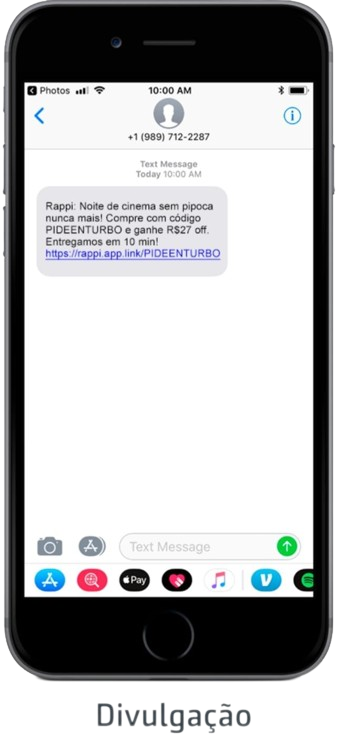 Photos 10:00 AM
+1 (989) 712-2287
Text Message
Today 10:00 AM
Rappi: Noite de cinema sem pipoca
nunca mais! Compre com código
PIDEENTURBO e ganhe R$27 off.
Entregamos em 10 min!
https://rappi.app.link/PIDEENTURBO
Text Message
Pay
Divulgação